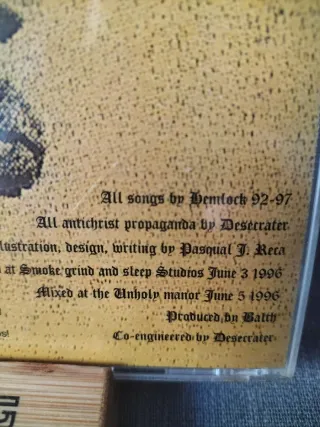 All songs by Hemlock 92-97
All antichrist propaganda by Desecrater
llustration, design, writing by Pasqual J. Reca
at Smoke grind and sleep Studios June 3 1996
Mixed at the Unholy manor June 5 1996
Produced by Balth
Co-engineered by Desecrater